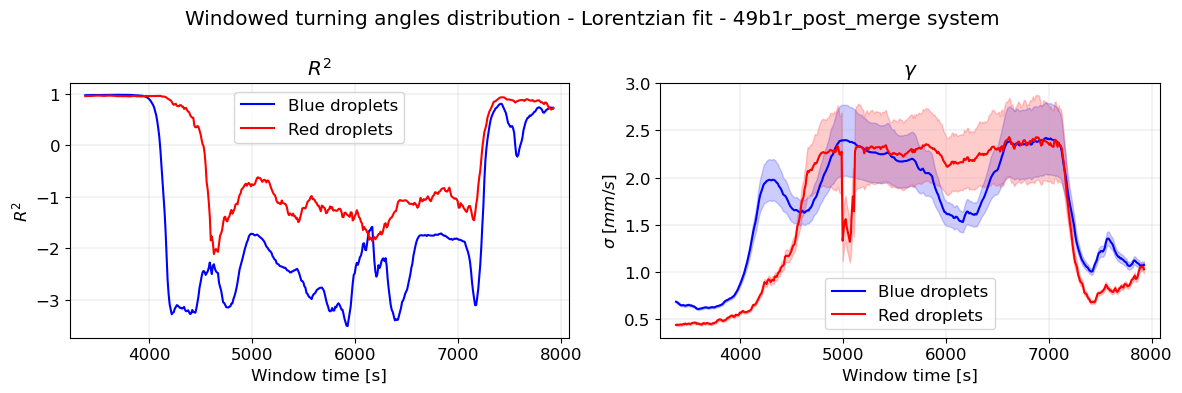 Windowed turning angles distribution - Lorentzian fit - 49b1r_post_merge system
R²
R²
1
0
−1
−2
−3
4000 5000 6000 7000 8000
Window time [s]
Blue droplets
Red droplets
γ
σ [mm/s]
3.0
2.5
2.0
1.5
1.0
0.5
4000 5000 6000 7000 8000
Window time [s]
Blue droplets
Red droplets